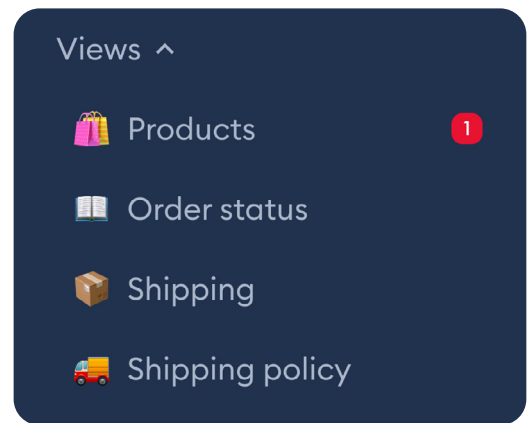 Views
Products 1
Order status
Shipping
Shipping policy